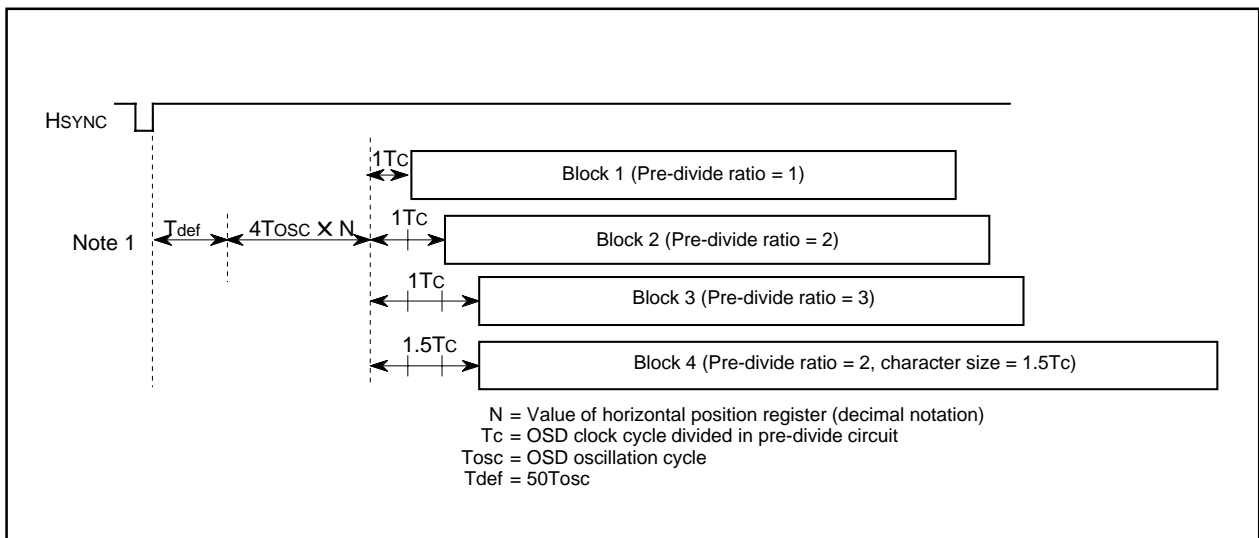 HSYNC
1TC
Block 1 (Pre-divide ratio = 1)
Note 1
Tdef
4TOSC X N
1TC
Block 2 (Pre-divide ratio = 2)
1TC
Block 3 (Pre-divide ratio = 3)
1.5TC
Block 4 (Pre-divide ratio = 2, character size = 1.5Tc)
N = Value of horizontal position register (decimal notation)
Tc = OSD clock cycle divided in pre-divide circuit
Tosc = OSD oscillation cycle
Tdef = 50Tosc